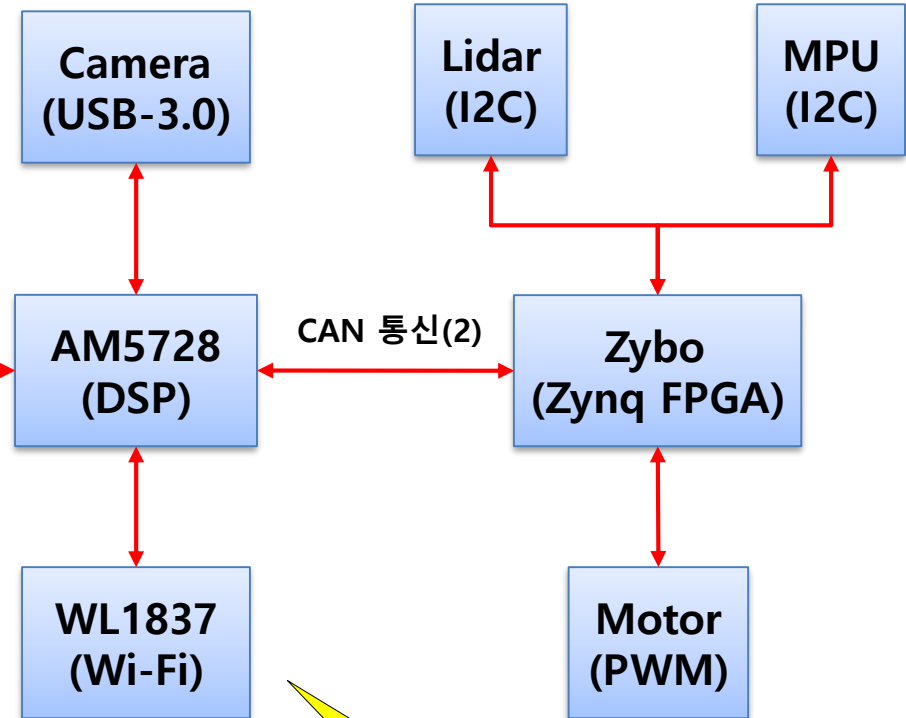 Camera
(USB-3.0)
Lidar
(I2C)
MPU
(I2C)
AM5728
(DSP)
CAN 통신(2)
Zybo
(Zynq FPGA)
WL1837
(Wi-Fi)
Motor
(PWM)